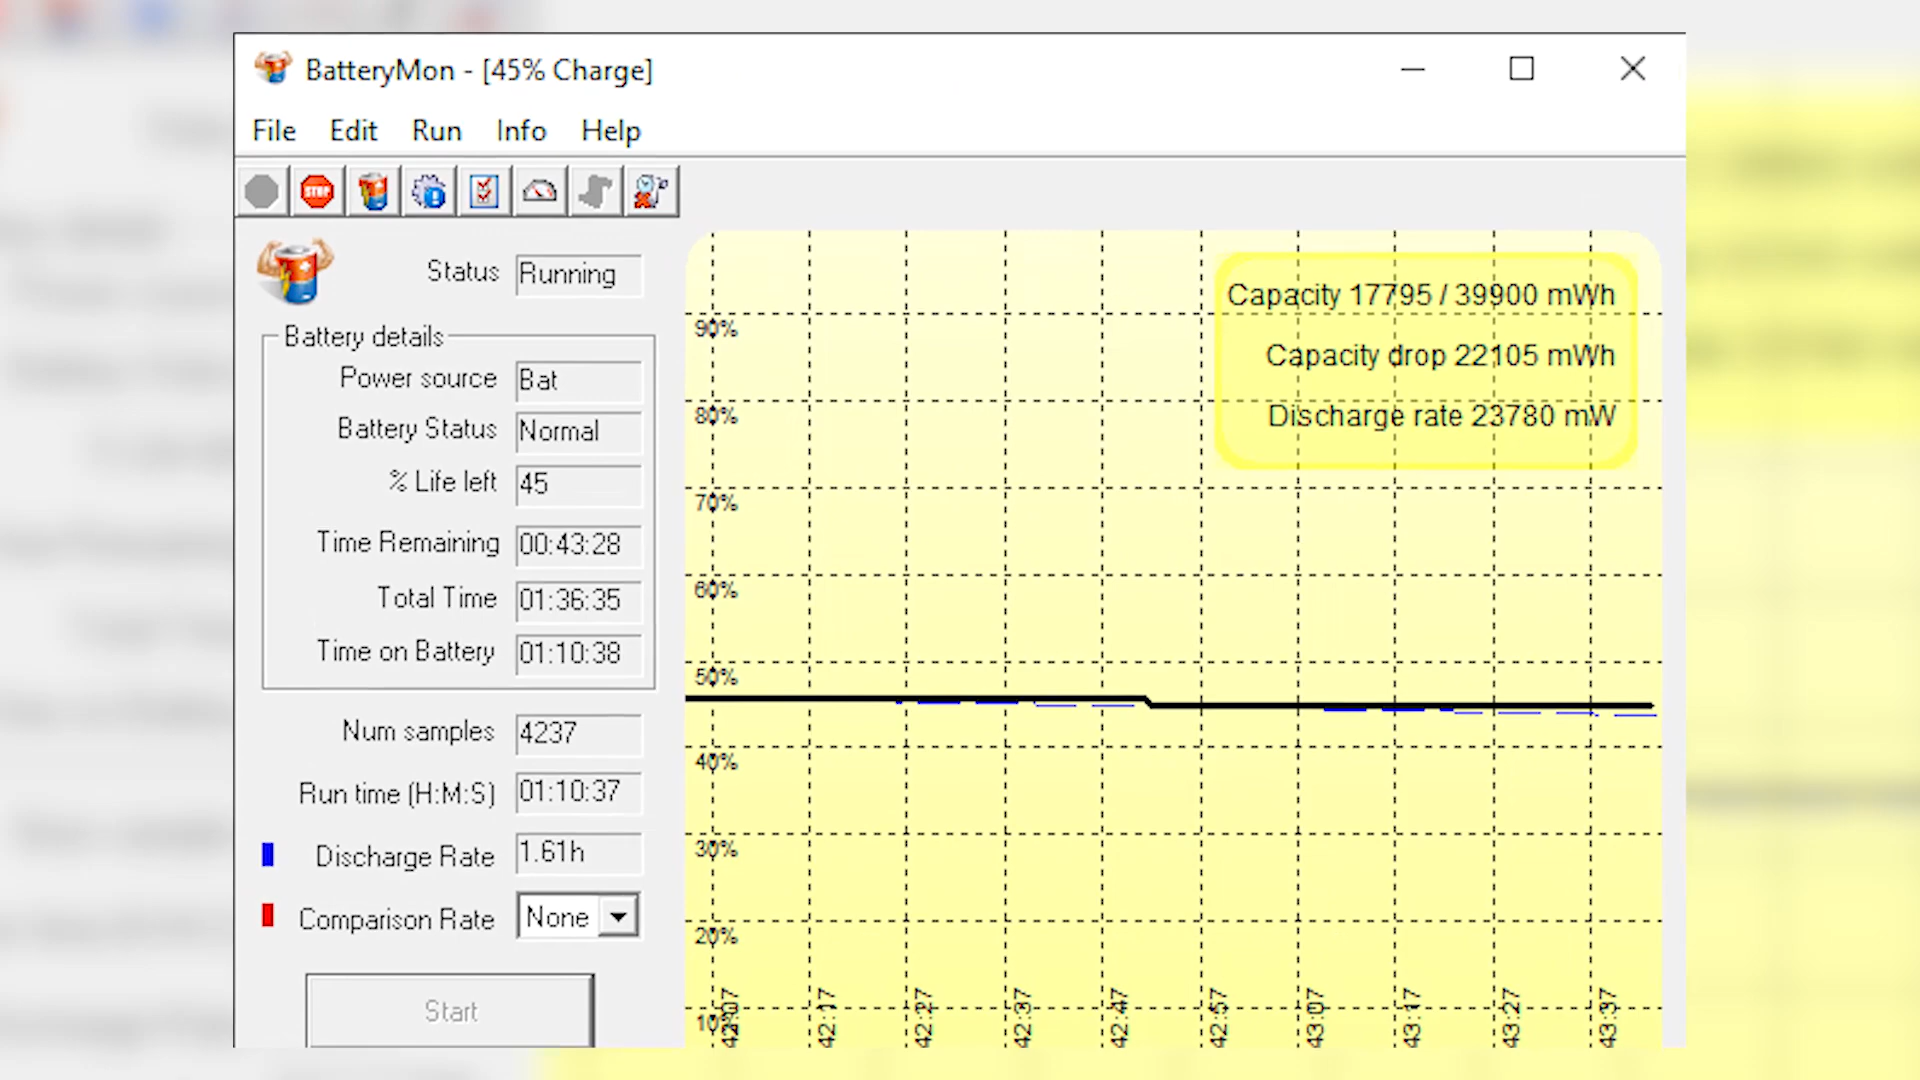 BatteryMon - [45% Charge]
File Edit Run Info Help
STOP
Status Running
Battery details
Power source Bat
Battery Status Normal
% Life left 45
Time Remaining 00:43:28
Total Time 01:36:35
Time on Battery 01:10:38
Num samples 4237
Run time (H:M:S) 01:10:37
Discharge Rate 1.61h
Comparison Rate None
Start
Capacity 17795 / 39900 mWh
Capacity drop 22105 mWh
Discharge rate 23780 mW
90%
80%
70%
60%
50%
40%
30%
20%
10%
42:07 42:17 42:27 42:37 42:47 42:57 43:07 43:17 43:27 43:37